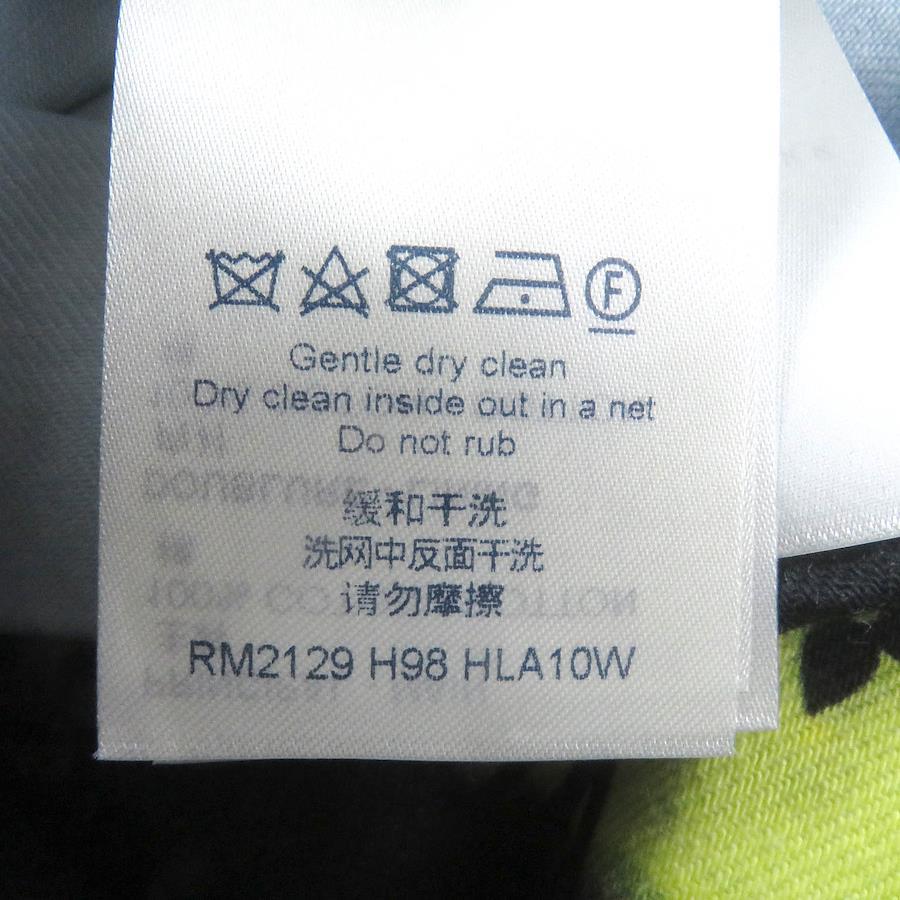 F
Gentle dry clean
Dry clean inside out in a net
Do not rub
缓和干洗
洗网中反面干洗
请勿摩擦
RM2129 H98 HLA10W